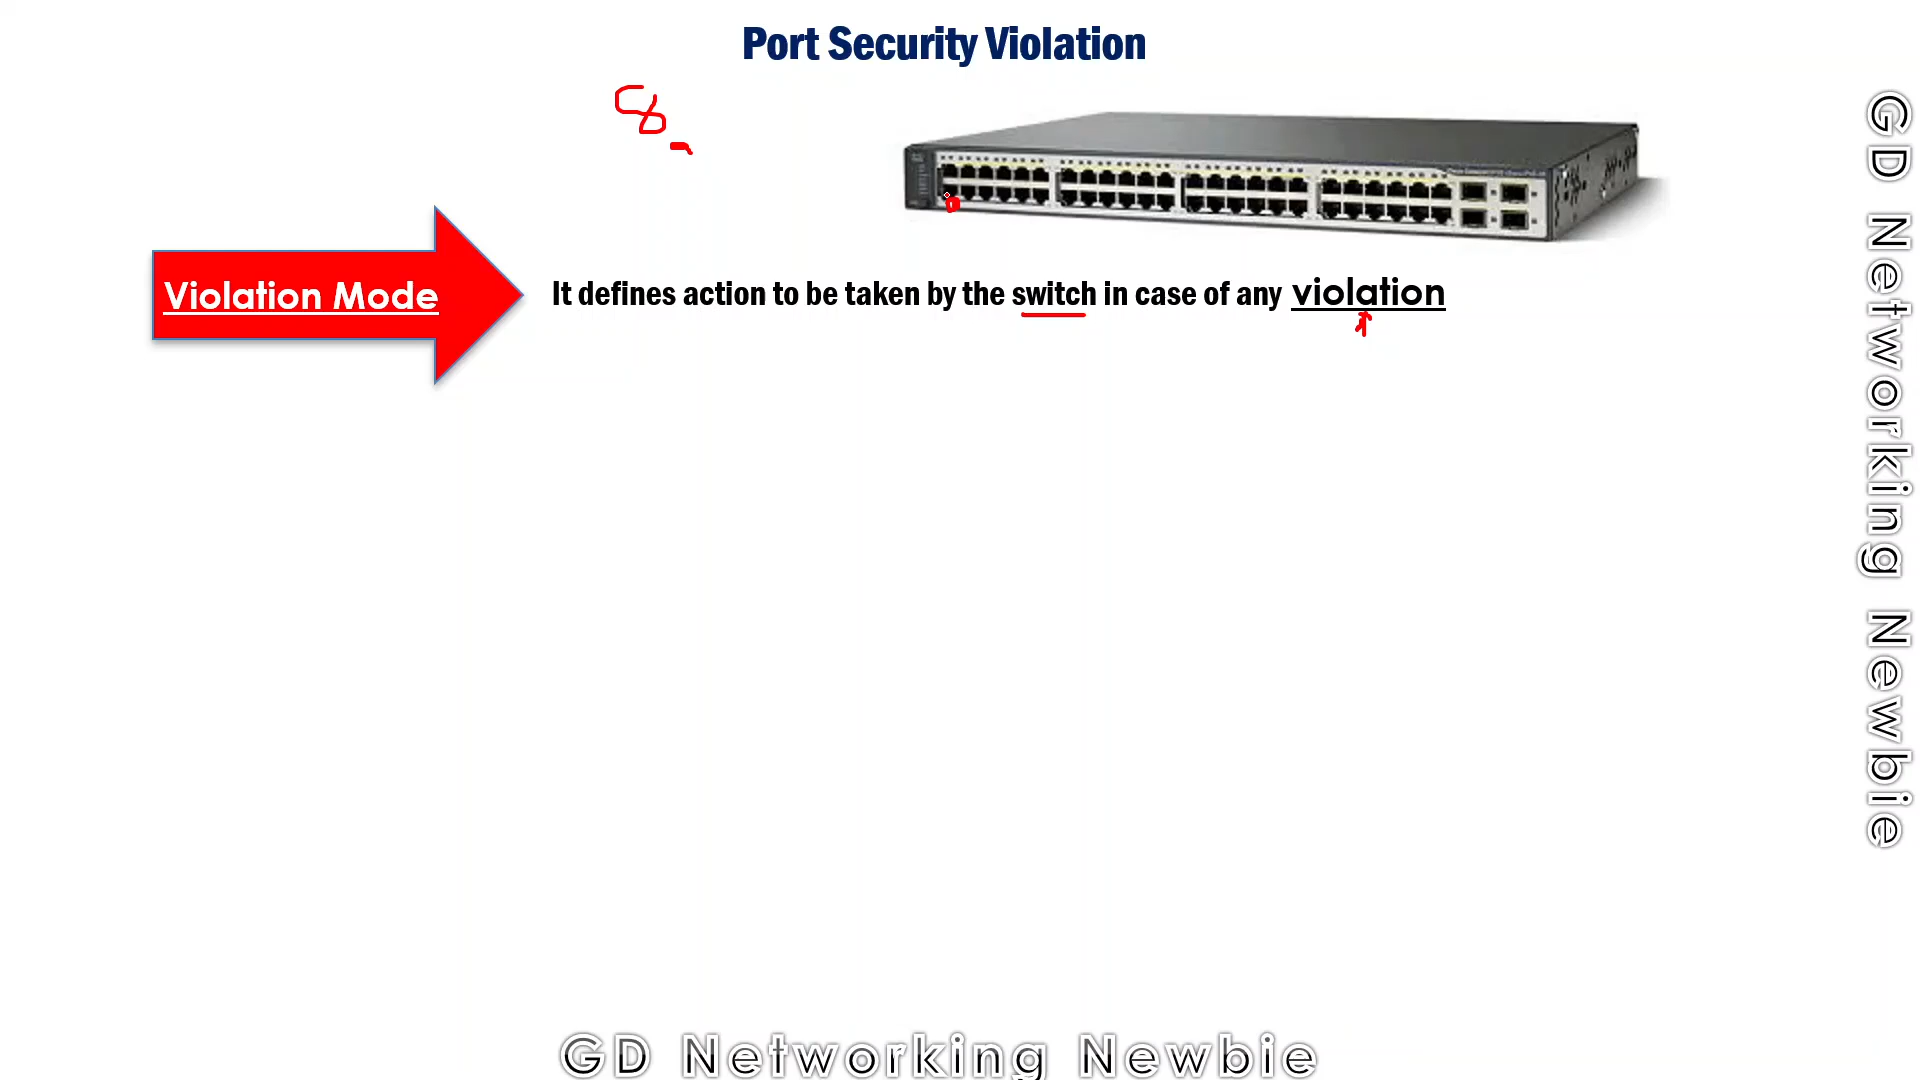 Port Security Violation
Violation Mode
It defines action to be taken by the switch in case of any violation
GD Networking Newbie
GD Networking Newbie